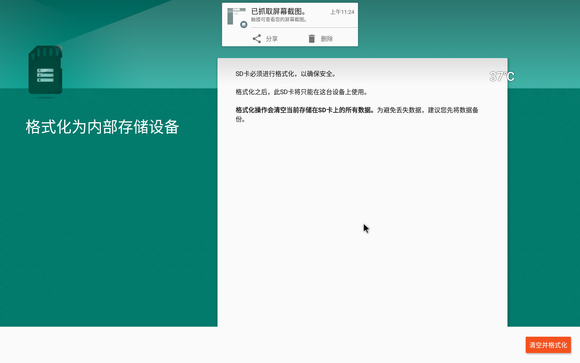 已抓取屏幕截图。
上午11:24
触摸可查看您的屏幕截图。
分享
删除
37°C
SD卡必须进行格式化，以确保安全。
格式化之后，此SD卡将只能在这台设备上使用。
格式化操作会清空当前存储在SD卡上的所有数据。为避免丢失数据，建议您先将数据备
份。
格式化为内部存储设备
清空并格式化